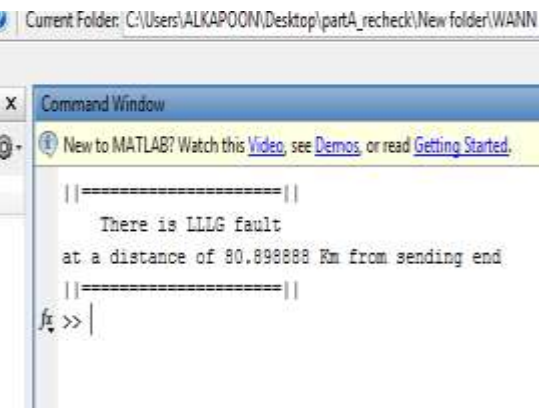 Current Folder: C:\Users\ALKAPOON\Desktop\partA_recheck\New folder\WANN
x Command Window
New to MATLAB? Watch this Video, see Demos, or read Getting Started.
||=====================||
There is LLLG fault
at a distance of 80.898888 Km from sending end
||=====================||
fx >>